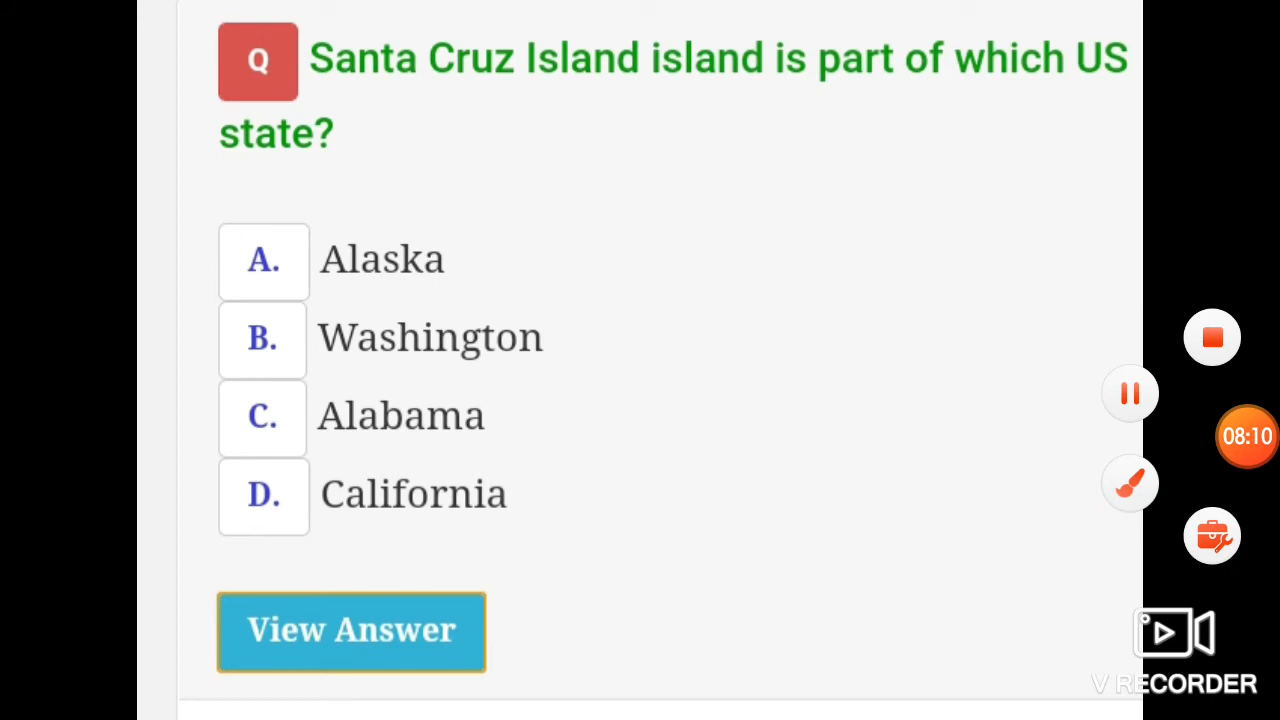 Q Santa Cruz Island island is part of which US
state?
A. Alaska
B. Washington
C. Alabama
D. California
View Answer
08:10
V RECORDER